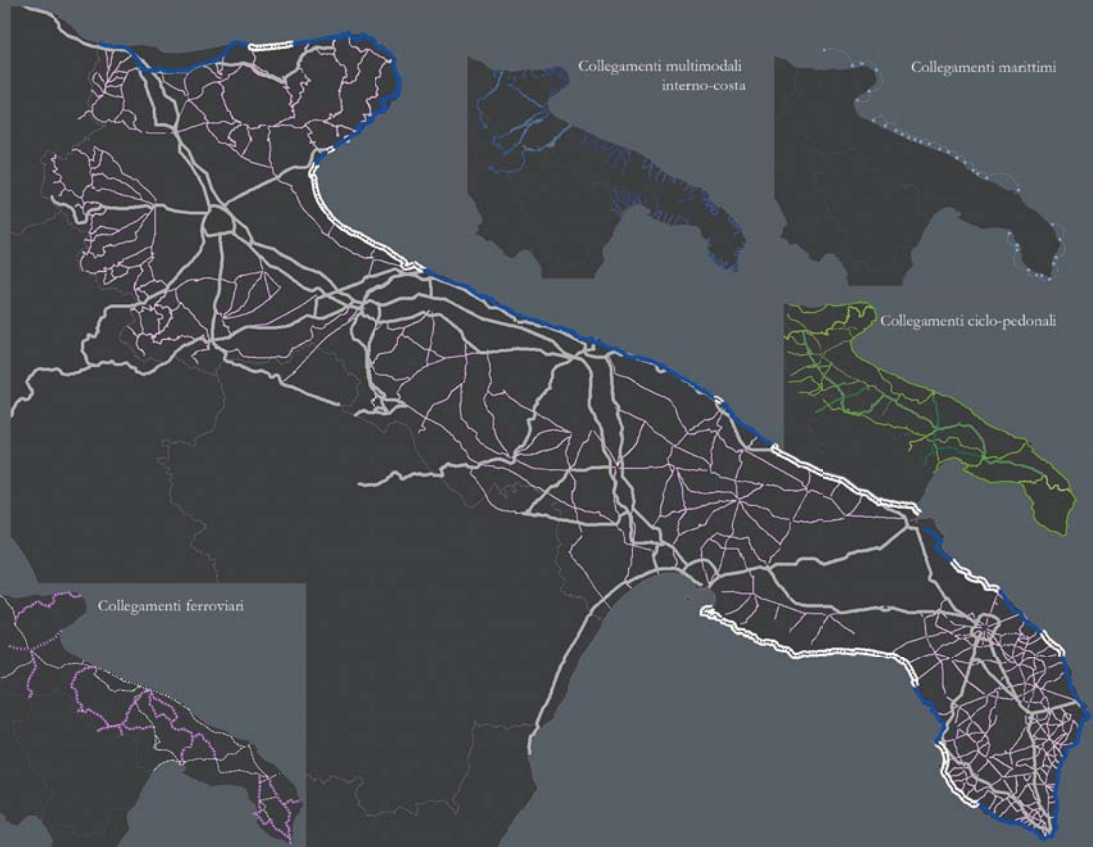 Collegamenti multimodali
interno-costa
Collegamenti marittimi
Collegamenti ciclo-pedonali
Collegamenti ferroviari